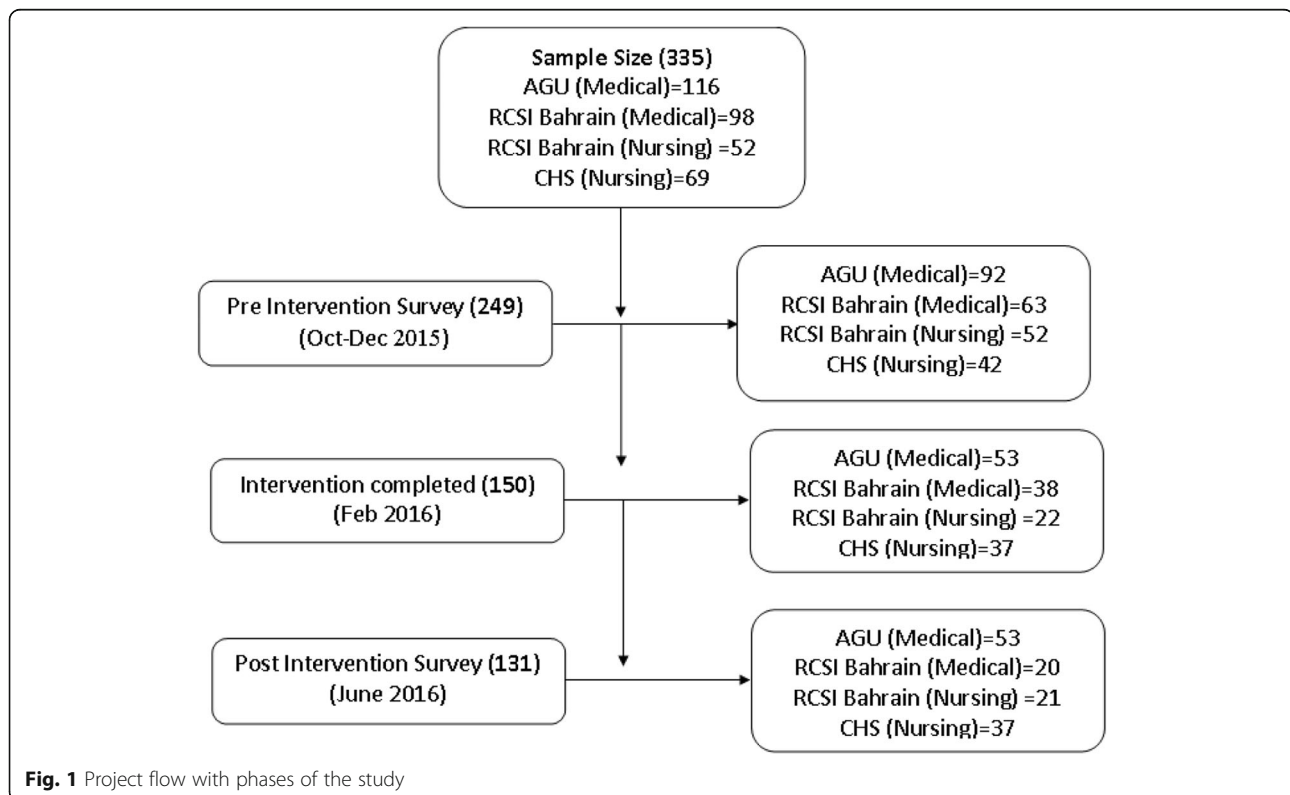 Sample Size (335)
AGU (Medical)=116
RCSI Bahrain (Medical)=98
RCSI Bahrain (Nursing) =52
CHS (Nursing)=69
Pre Intervention Survey (249)
(Oct-Dec 2015)
AGU (Medical)=92
RCSI Bahrain (Medical)=63
RCSI Bahrain (Nursing) =52
CHS (Nursing)=42
Intervention completed (150)
(Feb 2016)
AGU (Medical)=53
RCSI Bahrain (Medical)=38
RCSI Bahrain (Nursing) =22
CHS (Nursing)=37
Post Intervention Survey (131)
(June 2016)
AGU (Medical)=53
RCSI Bahrain (Medical)=20
RCSI Bahrain (Nursing) =21
CHS (Nursing)=37
Fig. 1 Project flow with phases of the study